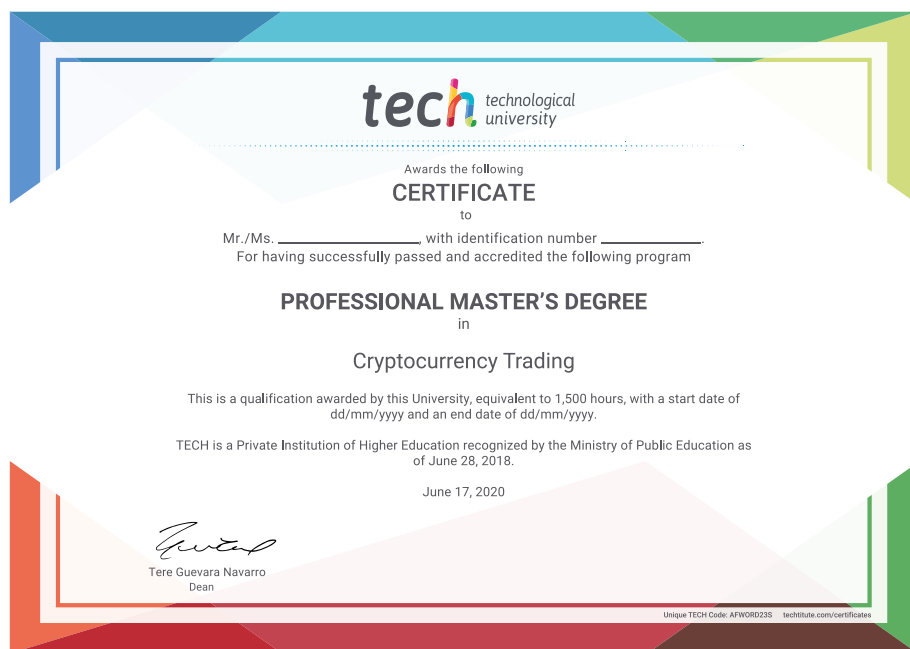 tech technological
university
Awards the following
CERTIFICATE
to
Mr./Ms. ____________________, with identification number ______________.
For having successfully passed and accredited the following program
PROFESSIONAL MASTER'S DEGREE
in
Cryptocurrency Trading
This is a qualification awarded by this University, equivalent to 1,500 hours, with a start date of
dd/mm/yyyy and an end date of dd/mm/yyyy.
TECH is a Private Institution of Higher Education recognized by the Ministry of Public Education as
of June 28, 2018.
June 17, 2020
Tere Guevara Navarro
Dean
Unique TECH Code: AFWORD23S techtitute.com/certificates